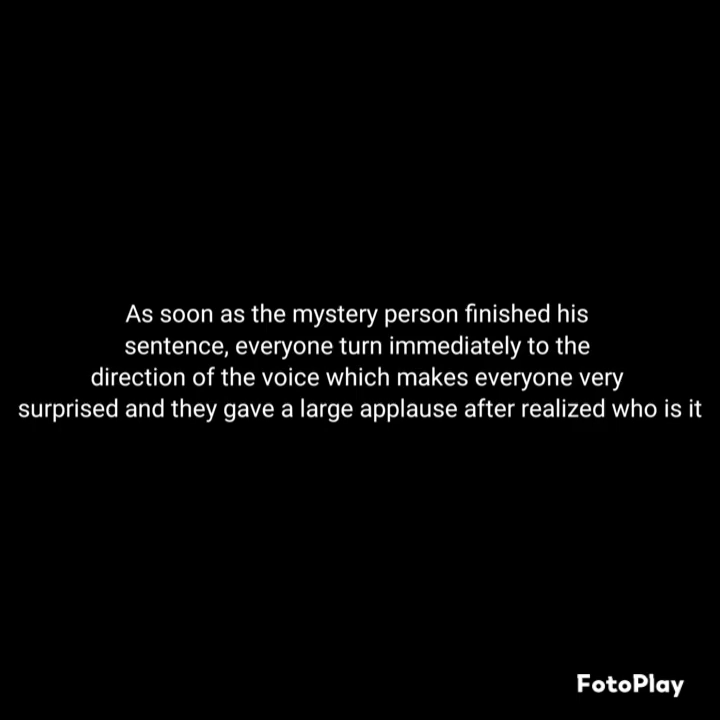 As soon as the mystery person finished his
sentence, everyone turn immediately to the
direction of the voice which makes everyone very
surprised and they gave a large applause after realized who is it
FotoPlay